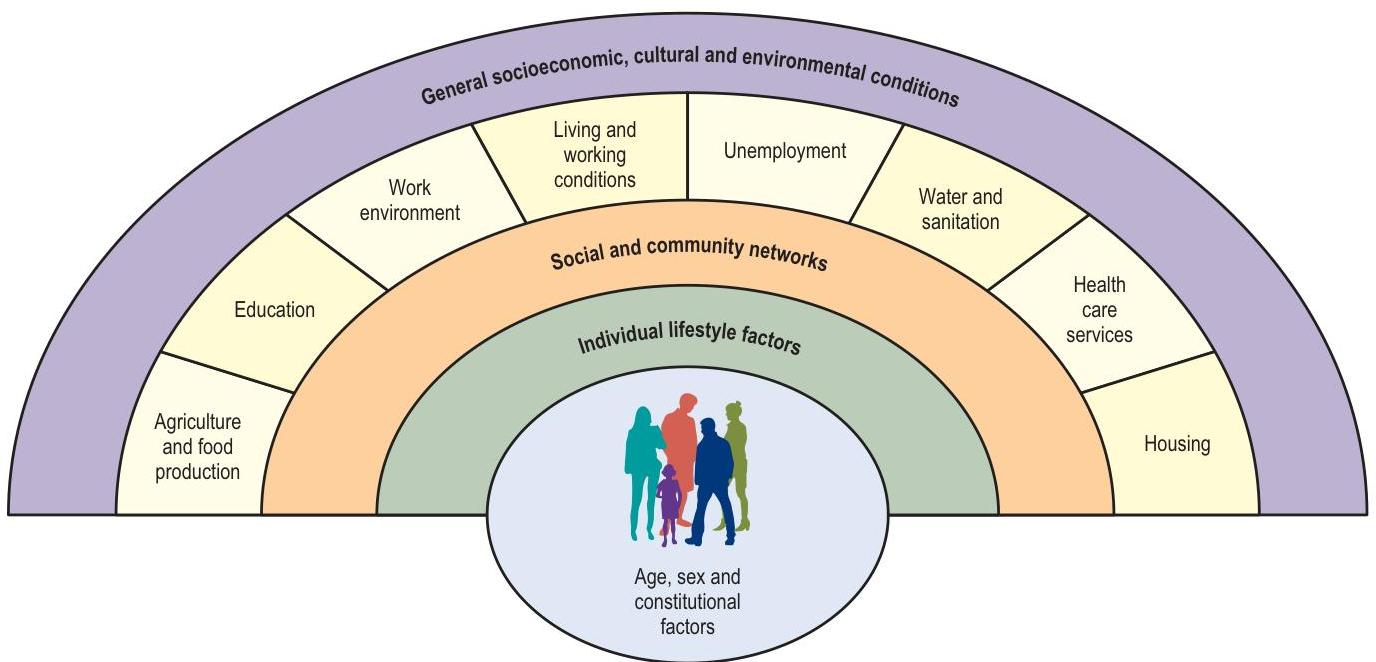 General socioeconomic, cultural and environmental conditions
Living and
working
conditions
Unemployment
Work
environment
Water and
sanitation
Education
Health
care
services
Agriculture
and food
production
Housing
Social and community networks
Individual lifestyle factors
Age, sex and
constitutional
factors